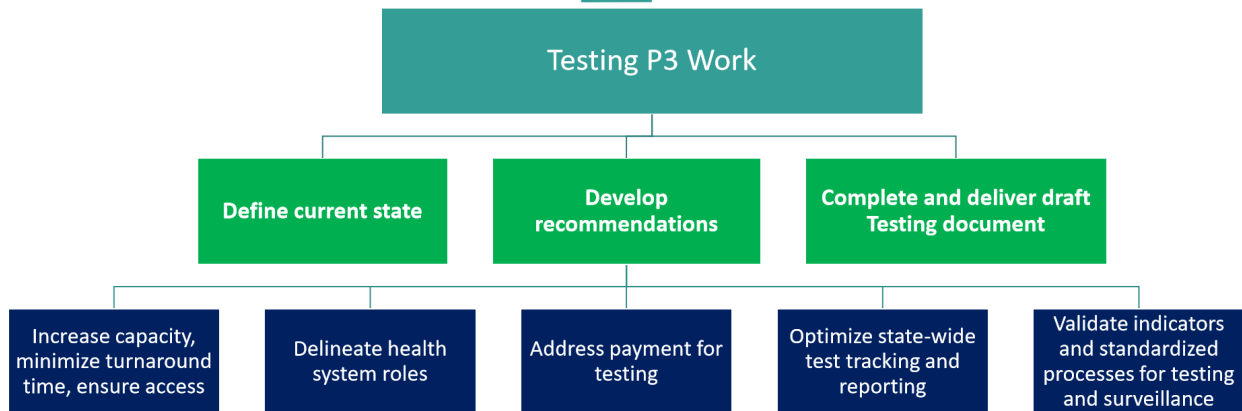 Testing P3 Work
Define current state
Develop
recommendations
Complete and deliver draft
Testing document
Increase capacity,
minimize turnaround
time, ensure access
Delineate health
system roles
Address payment for
testing
Optimize state-wide
test tracking and
reporting
Validate indicators
and standardized
processes for testing
and surveillance